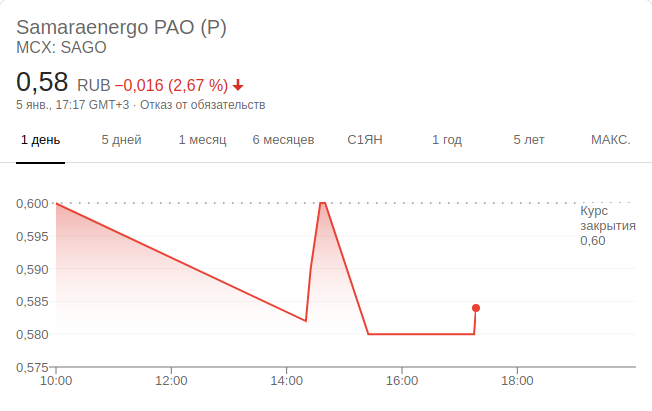 Samaraenergo PAO (P)
MCX: SAGO
0,58 RUB −0,016 (2,67 %)
5 янв., 17:17 GMT+3 · Отказ от обязательств
1 день 5 дней 1 месяц 6 месяцев С1ЯН 1 год 5 лет МАКС.
0,600
Курс
закрытия
0,60
0,595
0,590
0,585
0,580
0,575
10:00 12:00 14:00 16:00 18:00